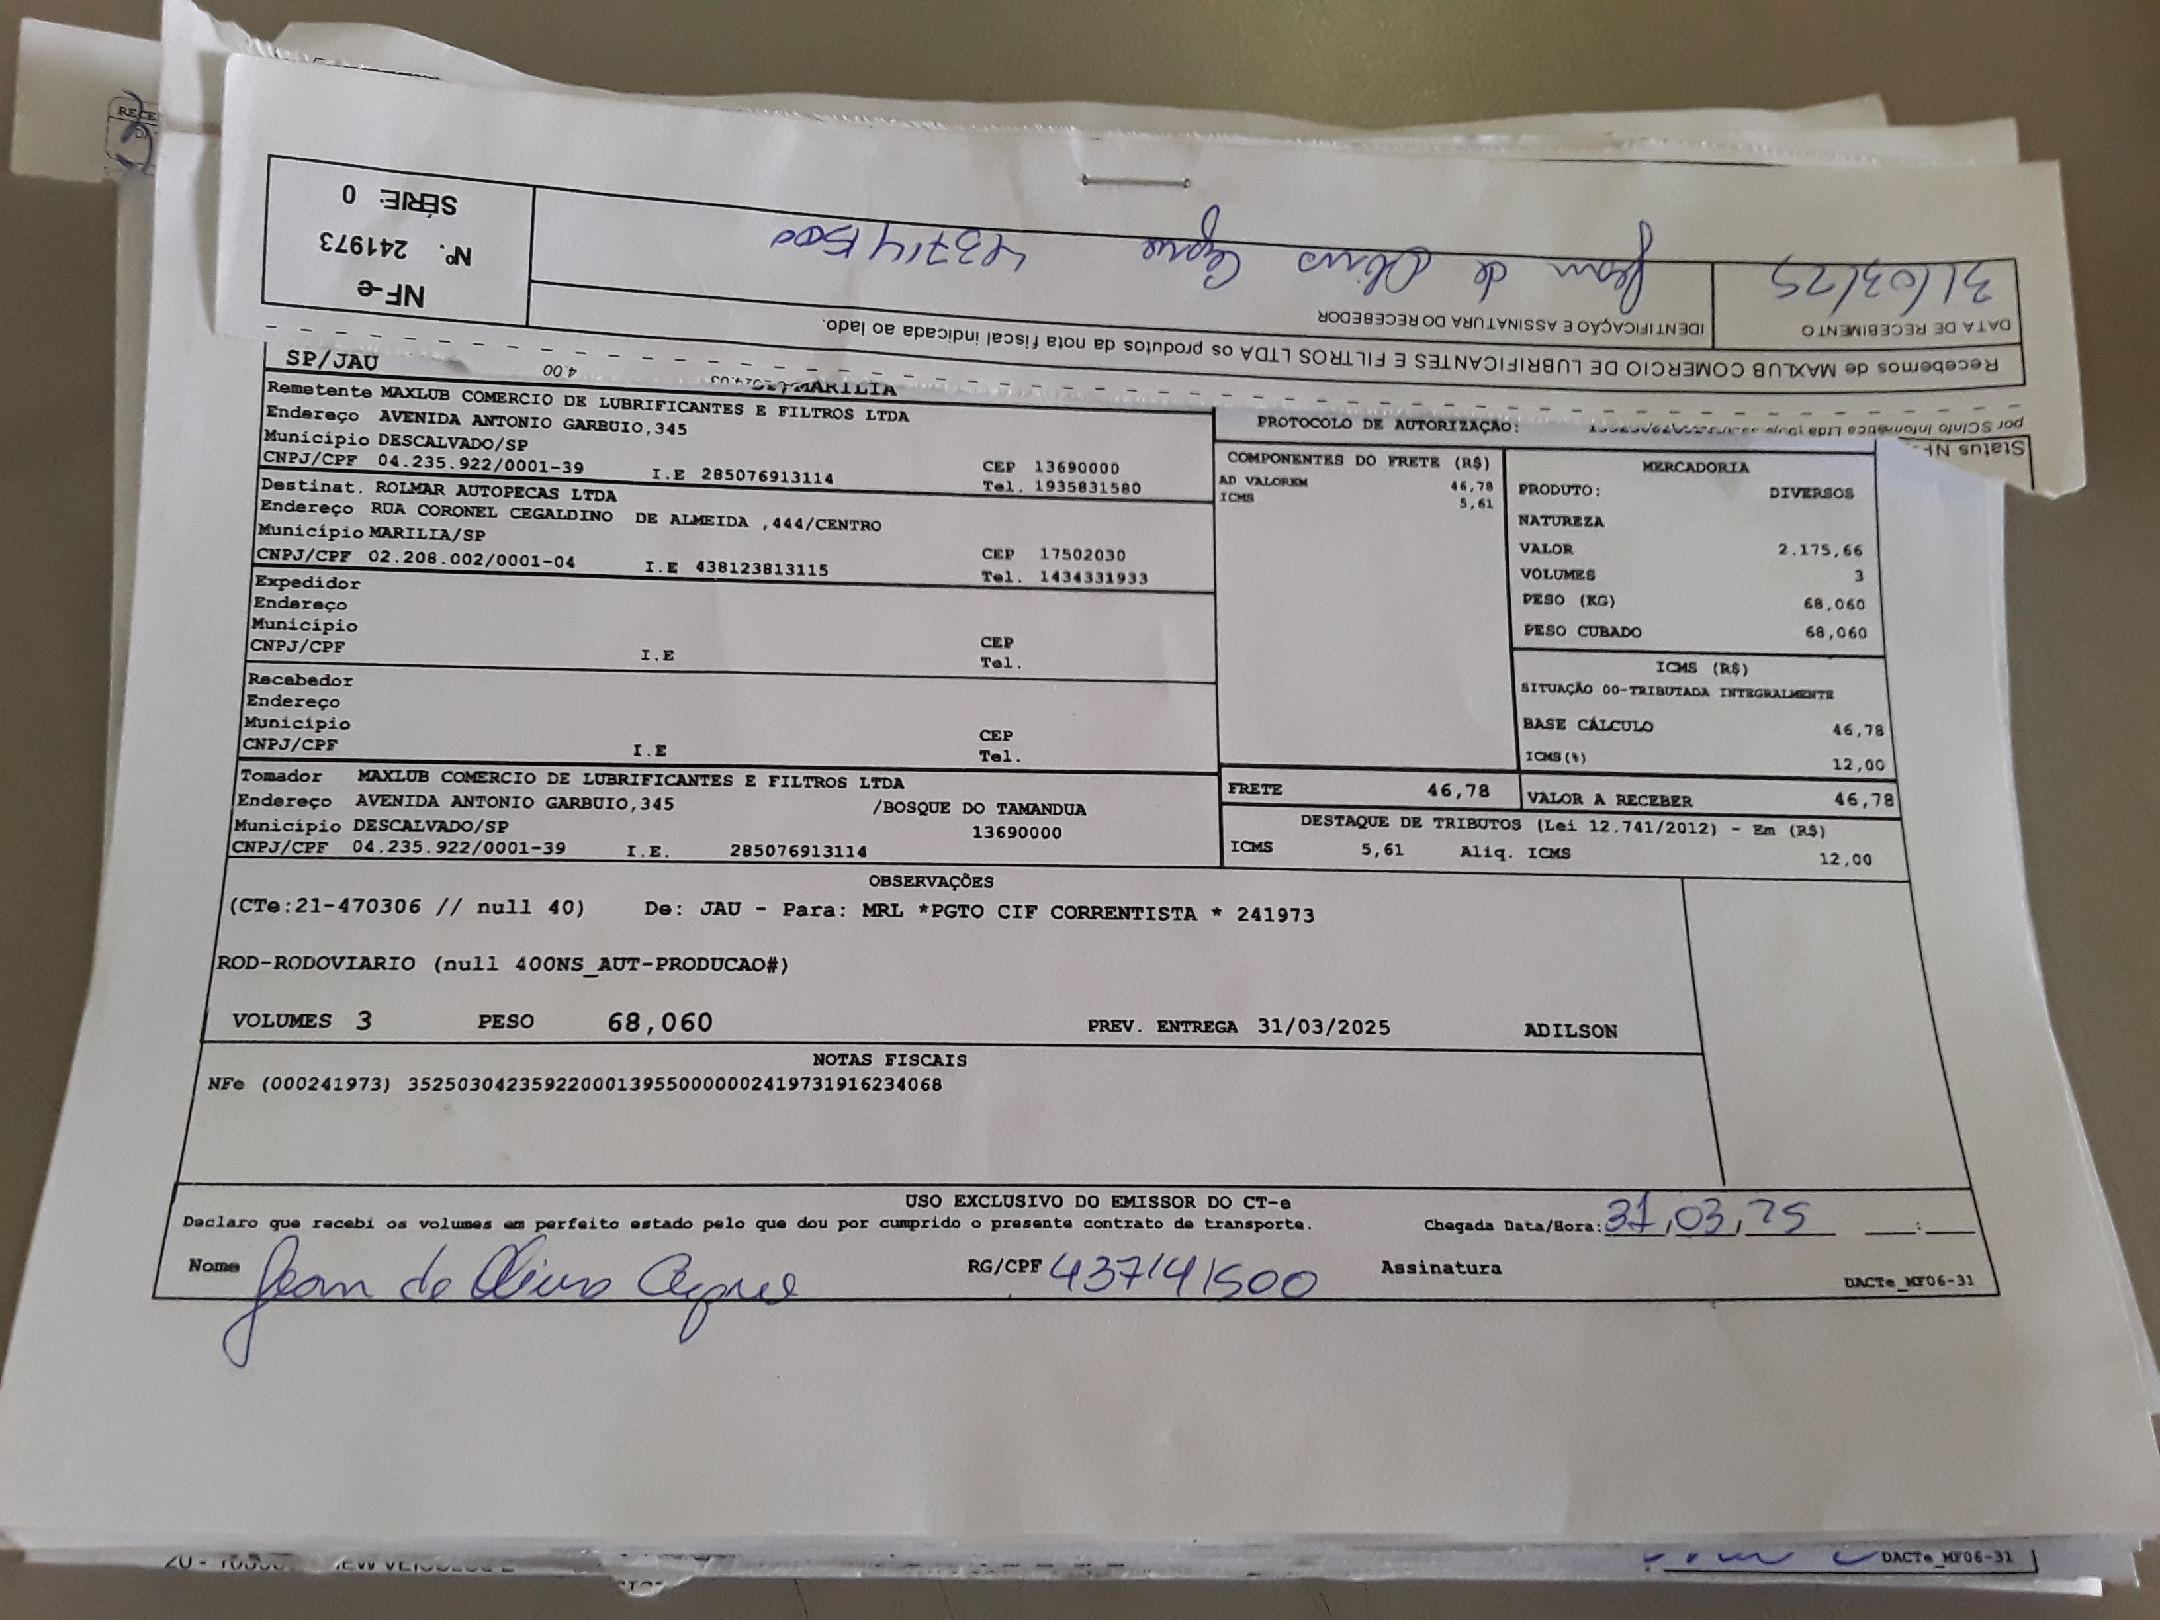 RECE
SÉRIE: 0
Nº. 241973
NF-e
31/03/25
Jean de
437141500
DATA DE RECEBIMENTO
IDENTIFICAÇÃO E ASSINATURA DO RECEBEDOR
Recebemos de MAXLUB COMERCIO DE LUBRIFICANTES E FILTROS LTDA os produtos da nota fiscal indicada ao lado.
por SCInfo Informática Ltda
Status NF
4.00
SP/JAU
MARILIA
Remetente MAXLUB COMERCIO DE LUBRIFICANTES E FILTROS LTDA
Endereço AVENIDA ANTONIO GARBUIO,345
Município DESCALVADO/SP
CNPJ/CPF 04.235.922/0001-39 I.E 285076913114 CEP 13690000
Tel. 1935831580
Destinat. ROLMAR AUTOPECAS LTDA
Endereço RUA CORONEL CEGALDINO DE ALMEIDA ,444/CENTRO
Município MARILIA/SP
CNPJ/CPF 02.208.002/0001-04 I.E 438123813115 CEP 17502030
Tel. 1434331933
Expedidor
Endereço
Município
CNPJ/CPF I.E CEP
Tel.
Recebedor
Endereço
Município
CNPJ/CPF I.E CEP
Tel.
Tomador MAXLUB COMERCIO DE LUBRIFICANTES E FILTROS LTDA
Endereço AVENIDA ANTONIO GARBUIO,345 /BOSQUE DO TAMANDUA
Município DESCALVADO/SP 13690000
CNPJ/CPF 04.235.922/0001-39 I.E. 285076913114
PROTOCOLO DE AUTORIZAÇÃO:
COMPONENTES DO FRETE (R$)
AD VALOREM 46,78
ICMS 5,61
MERCADORIA
PRODUTO: DIVERSOS
NATUREZA
VALOR 2.175,66
VOLUMES 3
PESO (KG) 68,060
PESO CUBADO 68,060
ICMS (R$)
SITUAÇÃO 00-TRIBUTADA INTEGRALMENTE
BASE CÁLCULO 46,78
ICMS(%) 12,00
FRETE 46,78 VALOR A RECEBER 46,78
DESTAQUE DE TRIBUTOS (Lei 12.741/2012) - Em (R$)
ICMS 5,61 Aliq. ICMS 12,00
OBSERVAÇÕES
(CTe:21-470306 // null 40) De: JAU - Para: MRL *PGTO CIF CORRENTISTA * 241973
ROD-RODOVIARIO (null 400NS_AUT-PRODUCAO#)
VOLUMES 3 PESO 68,060 PREV. ENTREGA 31/03/2025 ADILSON
NOTAS FISCAIS
NFe (000241973) 35250304235922000139550000002419731916234068
USO EXCLUSIVO DO EMISSOR DO CT-e
Declaro que recebi os volumes em perfeito estado pelo que dou por cumprido o presente contrato de transporte. Chegada Data/Hora: 31,03,25 :
Nome Jean de RG/CPF 437141500 Assinatura
DACTe_MF06-31
DACTe_MF06-31